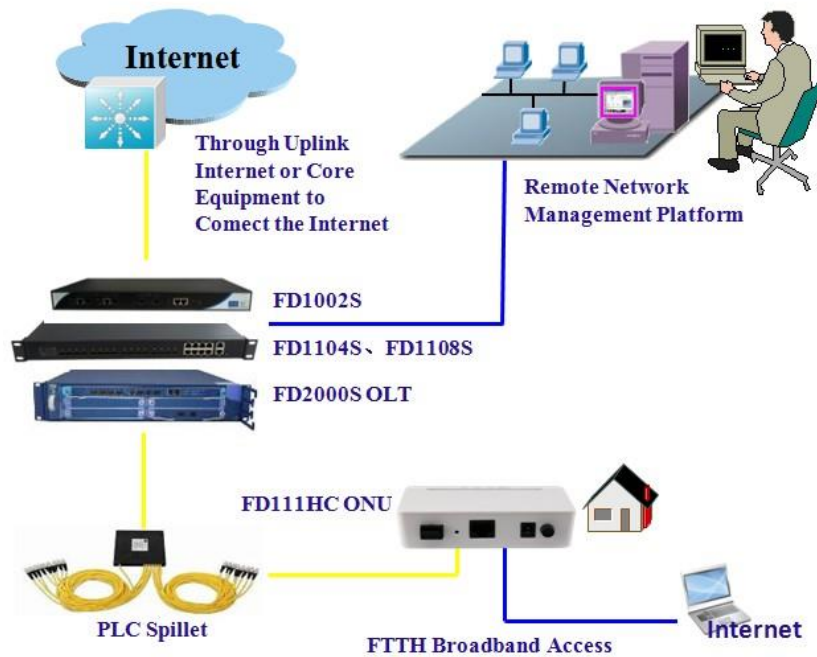 Internet
Through Uplink
Internet or Core
Equipment to
Comect the Internet
Remote Network
Management Platform
FD1002S
FD1104S、FD1108S
FD2000S OLT
FD111HC ONU
PLC Spillet
FTTH Broadband Access
Internet